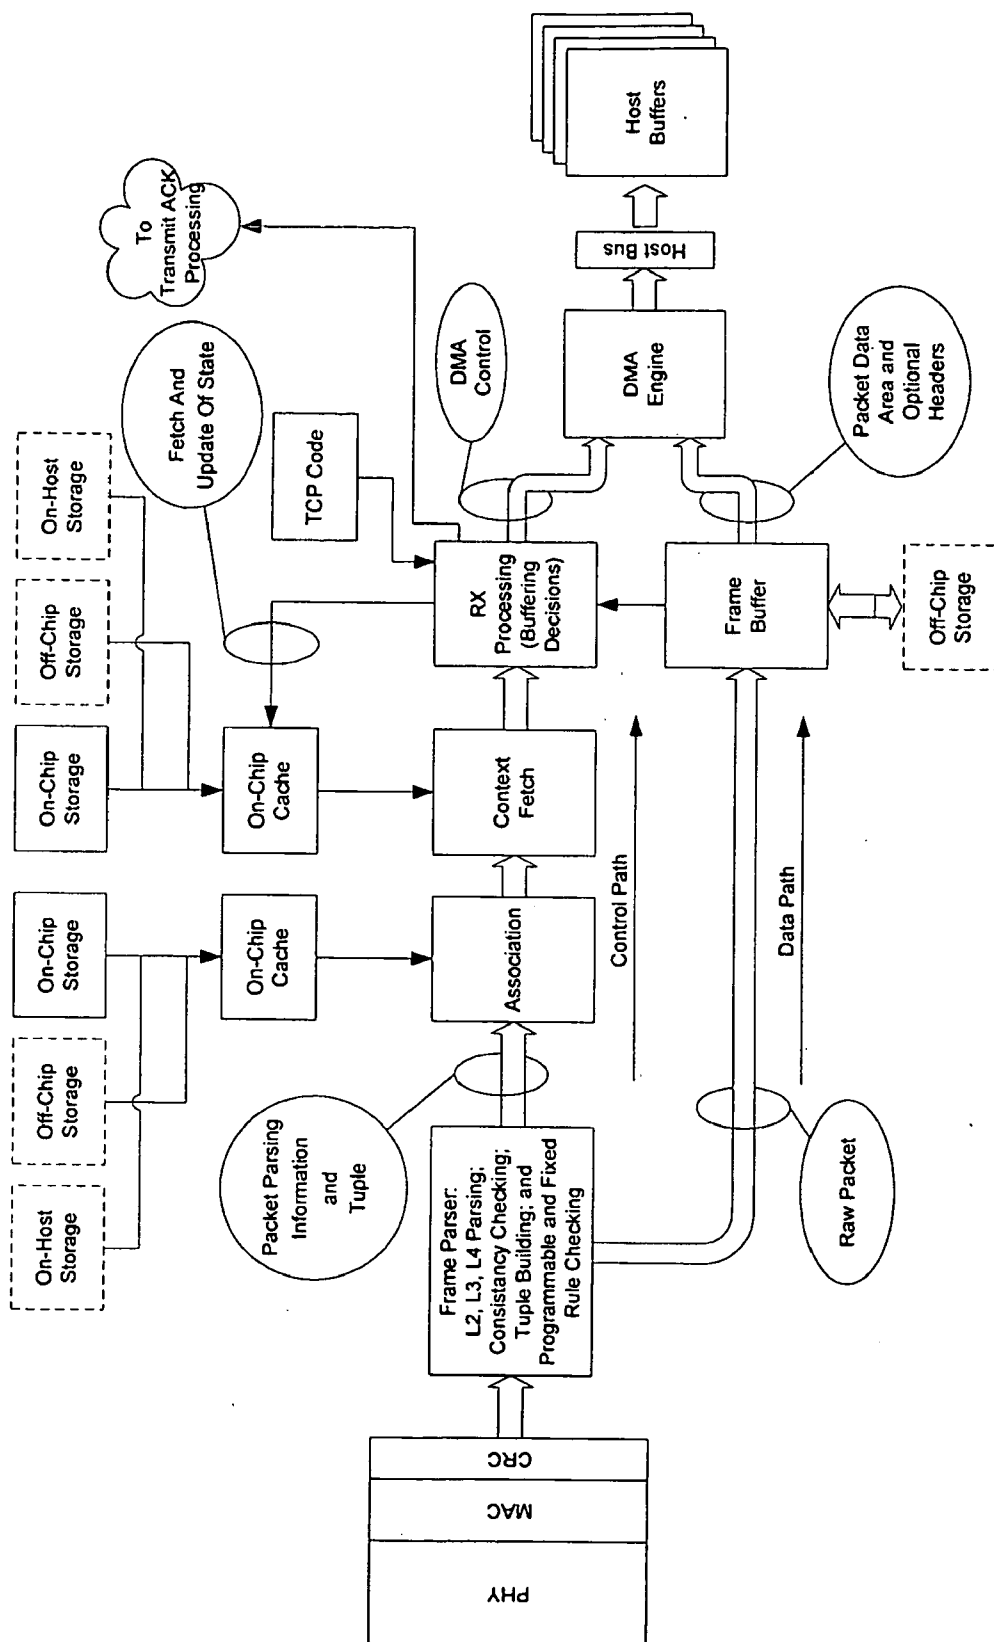 On-Host
Storage
Off-Chip
Storage
On-Chip
Storage
On-Chip
Storage
Off-Chip
Storage
On-Host
Storage
Fetch And
Update Of State
To
Transmit ACK
Processing
On-Chip
Cache
On-Chip
Cache
TCP Code
Packet Parsing
Information
and
Tuple
DMA
Control
PHY
MAC
CRC
Frame Parser:
L2, L3, L4 Parsing;
Consistancy Checking;
Tuple Building; and
Programmable and Fixed
Rule Checking
Association
Context
Fetch
RX
Processing
(Buffering
Decisions)
DMA
Engine
Host Bus
Host
Buffers
Control Path
Frame
Buffer
Data Path
Raw Packet
Packet Data
Area and
Optional
Headers
Off-Chip
Storage